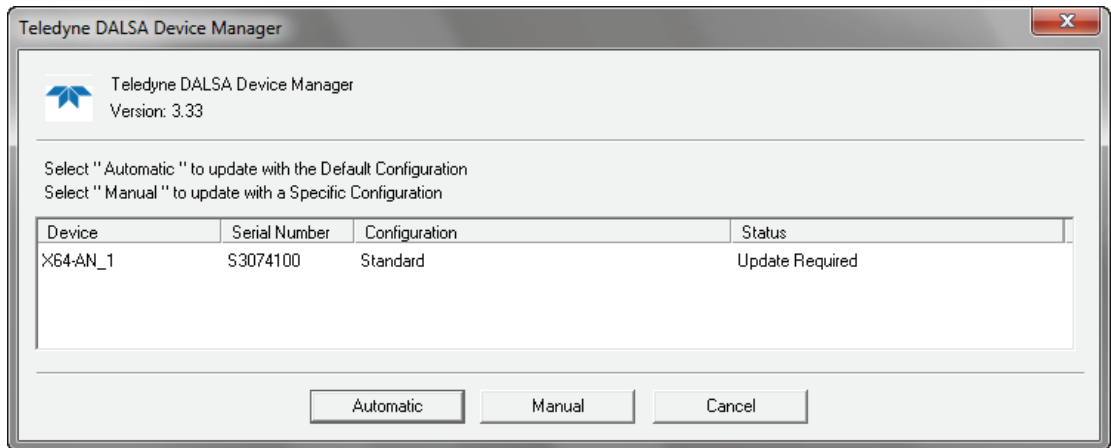 Teledyne DALSA Device Manager
Teledyne DALSA Device Manager
Version: 3.33
Select " Automatic " to update with the Default Configuration
Select " Manual " to update with a Specific Configuration
Device Serial Number Configuration Status
X64-AN_1 S3074100 Standard Update Required
Automatic Manual Cancel